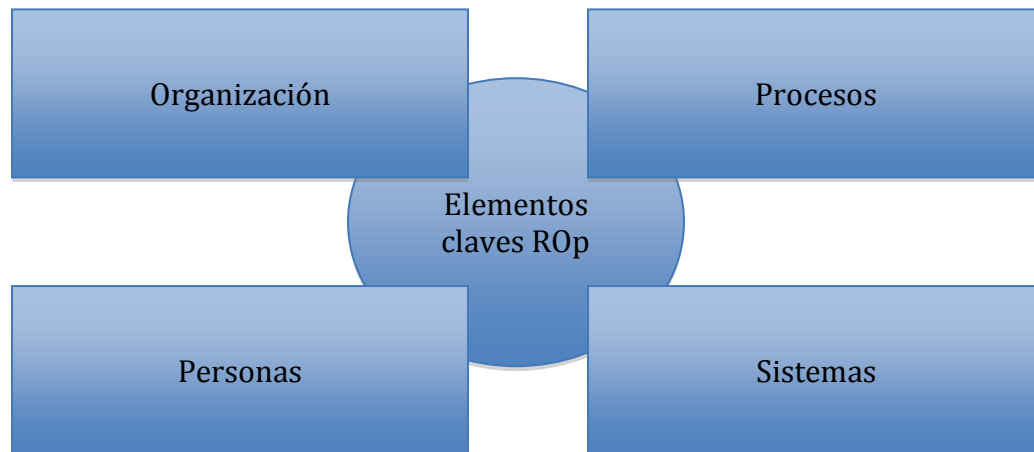 Organización
Procesos
Elementos
claves ROp
Personas
Sistemas